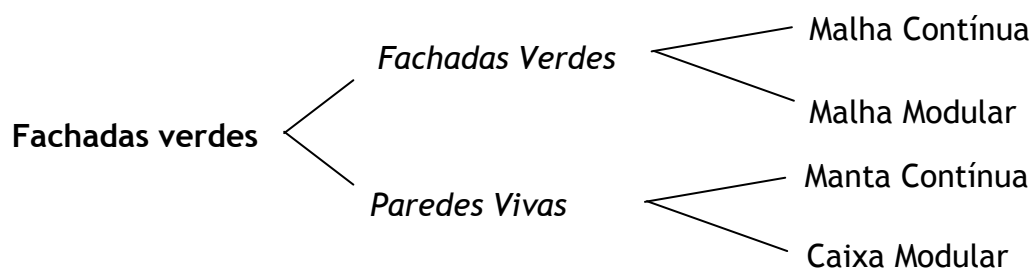 Fachadas verdes
Fachadas Verdes
Malha Contínua
Malha Modular
Paredes Vivas
Manta Contínua
Caixa Modular